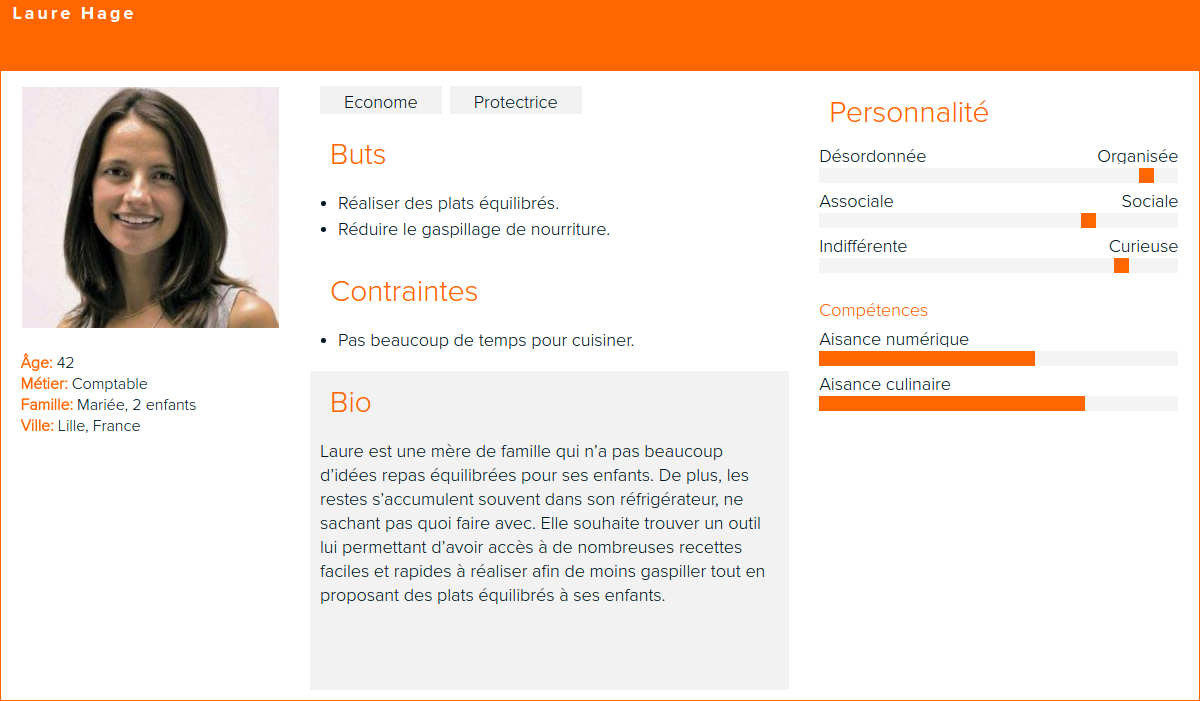 Laure Hage
Âge: 42
Métier: Comptable
Famille: Mariée, 2 enfants
Ville: Lille, France
Econome
Protectrice
Buts
• Réaliser des plats équilibrés.
• Réduire le gaspillage de nourriture.
Contraintes
• Pas beaucoup de temps pour cuisiner.
Bio
Laure est une mère de famille qui n’a pas beaucoup
d’idées repas équilibrées pour ses enfants. De plus, les
restes s’accumulent souvent dans son réfrigérateur, ne
sachant pas quoi faire avec. Elle souhaite trouver un outil
lui permettant d’avoir accès à de nombreuses recettes
faciles et rapides à réaliser afin de moins gaspiller tout en
proposant des plats équilibrés à ses enfants.
Personnalité
Désordonnée Organisée
Associale Sociale
Indifférente Curieuse
Compétences
Aisance numérique
Aisance culinaire